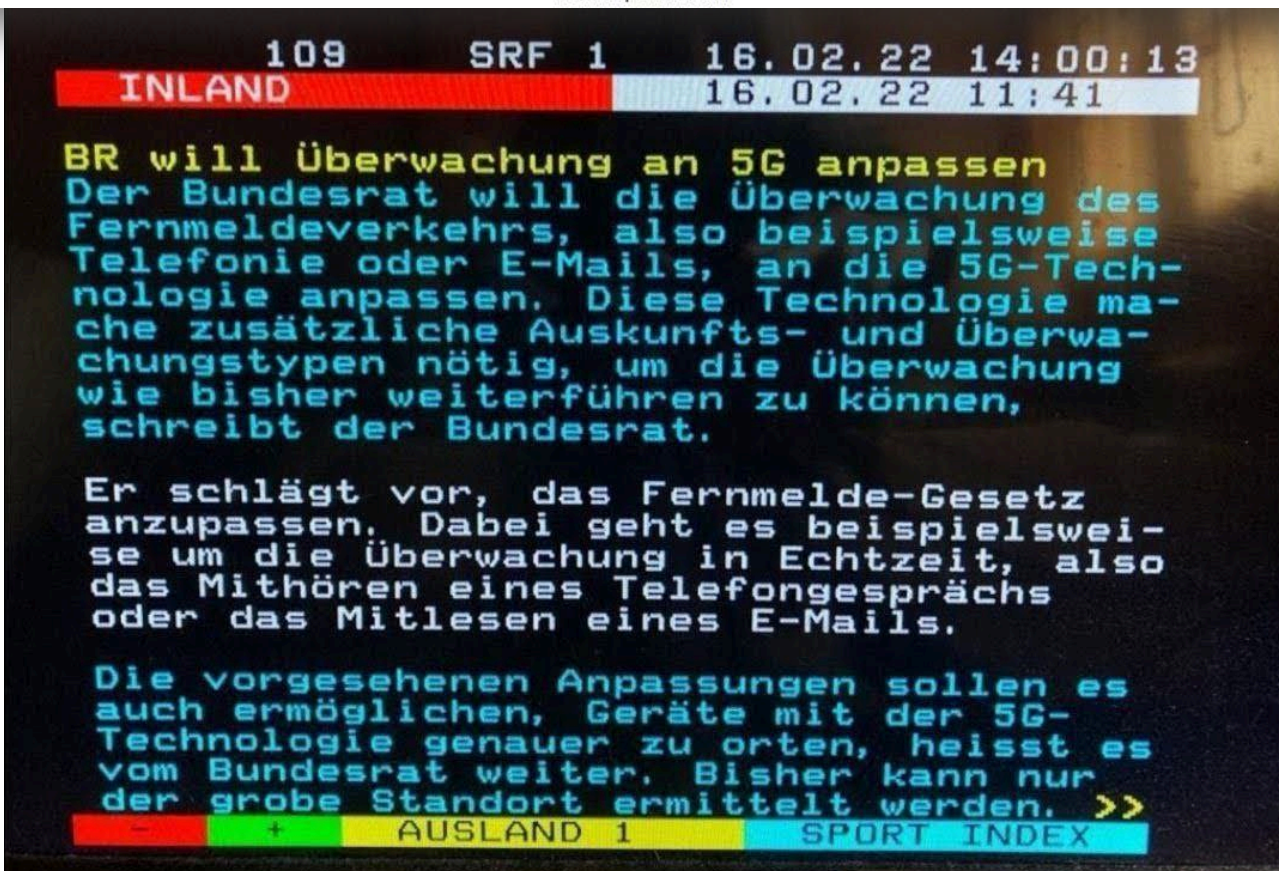 109 SRF 1 16.02.22 14:00:13
INLAND 16.02.22 11:41
BR will Überwachung an 5G anpassen
Der Bundesrat will die Überwachung des
Fernmeldeverkehrs, also beispielsweise
Telefonie oder E-Mails, an die 5G-Tech-
nologie anpassen. Diese Technologie ma-
che zusätzliche Auskunfts- und Überwa-
chungstypen nötig, um die Überwachung
wie bisher weiterführen zu können,
schreibt der Bundesrat.
Er schlägt vor, das Fernmelde-Gesetz
anzupassen. Dabei geht es beispielswei-
se um die Überwachung in Echtzeit, also
das Mithören eines Telefongesprächs
oder das Mitlesen eines E-Mails.
Die vorgesehenen Anpassungen sollen es
auch ermöglichen, Geräte mit der 5G-
Technologie genauer zu orten, heisst es
vom Bundesrat weiter. Bisher kann nur
der grobe Standort ermittelt werden. >>
- + AUSLAND 1 SPORT INDEX